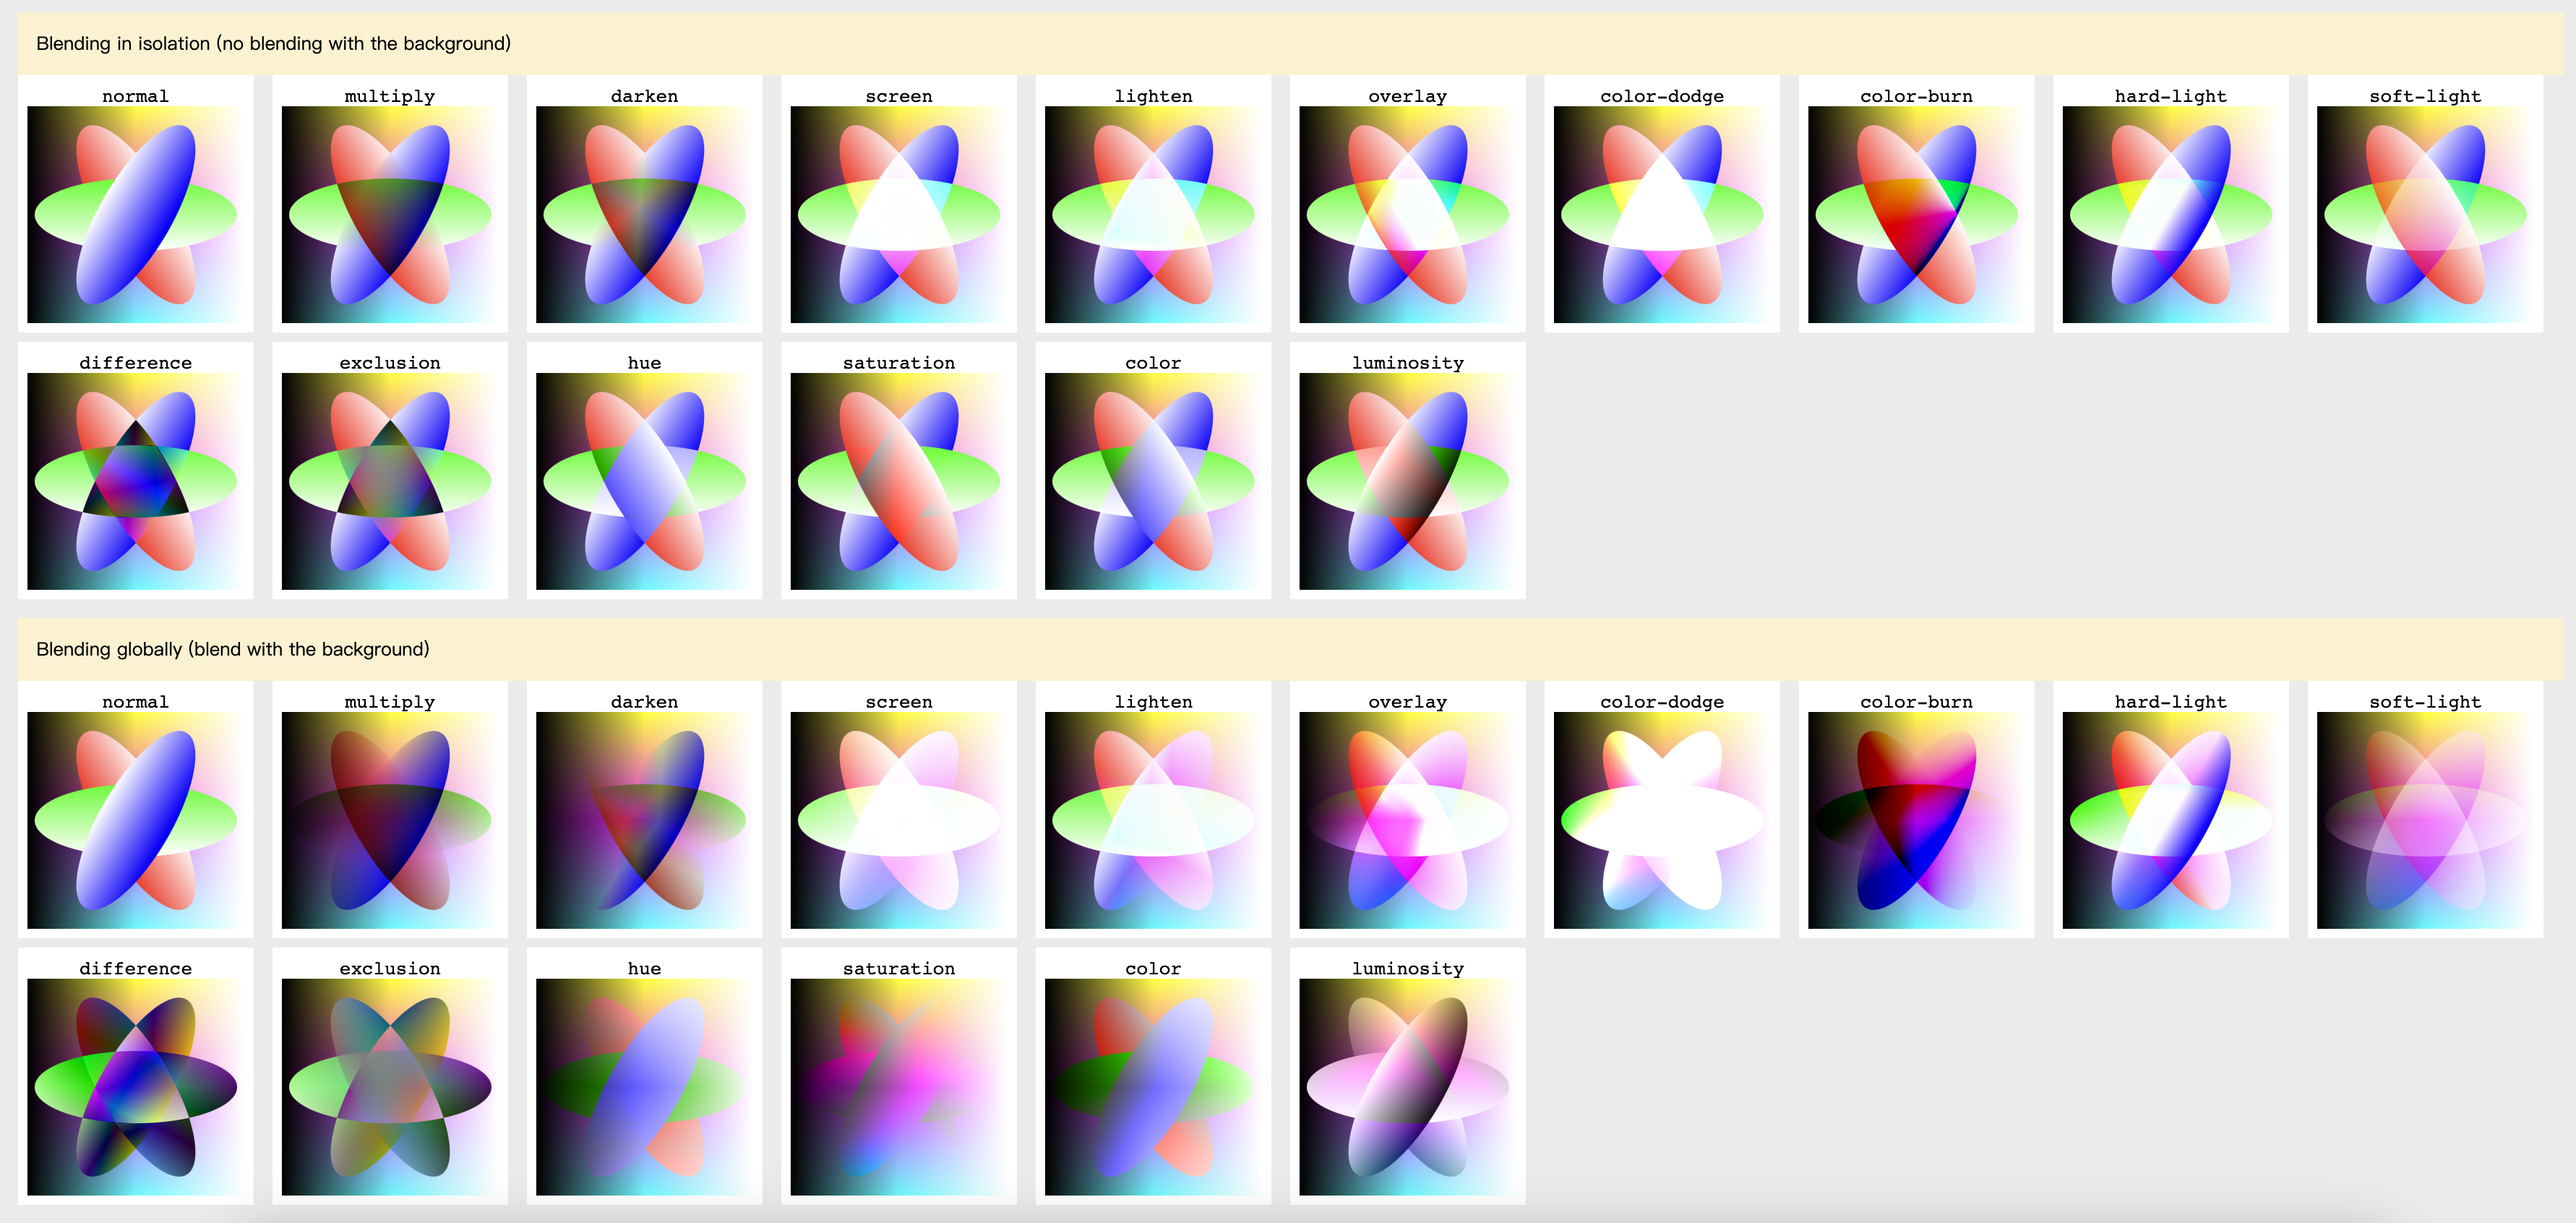 Blending in isolation (no blending with the background)
normal multiply darken screen lighten overlay color-dodge color-burn hard-light soft-light
difference exclusion hue saturation color luminosity
Blending globally (blend with the background)
normal multiply darken screen lighten overlay color-dodge color-burn hard-light soft-light
difference exclusion hue saturation color luminosity